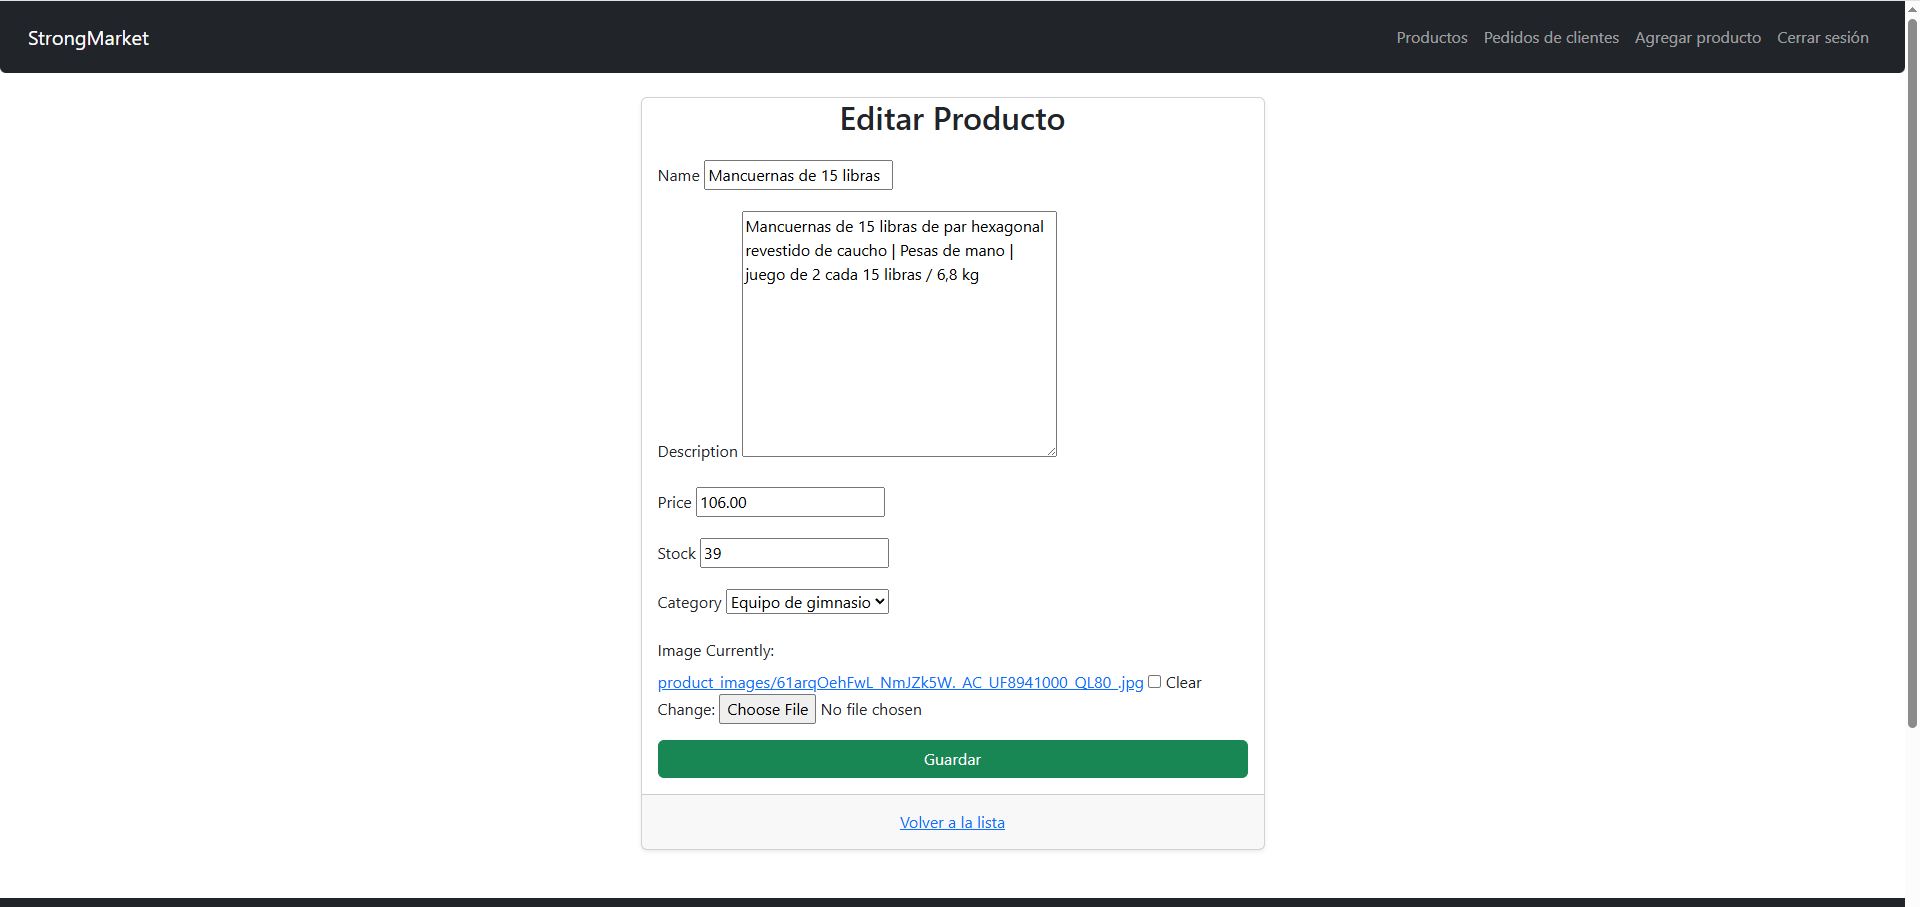 StrongMarket
Productos Pedidos de clientes Agregar producto Cerrar sesión
Editar Producto
Name Mancuernas de 15 libras
Mancuernas de 15 libras de par hexagonal
revestido de caucho | Pesas de mano |
juego de 2 cada 15 libras / 6,8 kg
Description
Price 106.00
Stock 39
Category Equipo de gimnasio
Image Currently:
product_images/61arqOehFwL_NmJZk5W._AC_UF8941000_QL80_.jpg Clear
Change: Choose File No file chosen
Guardar
Volver a la lista